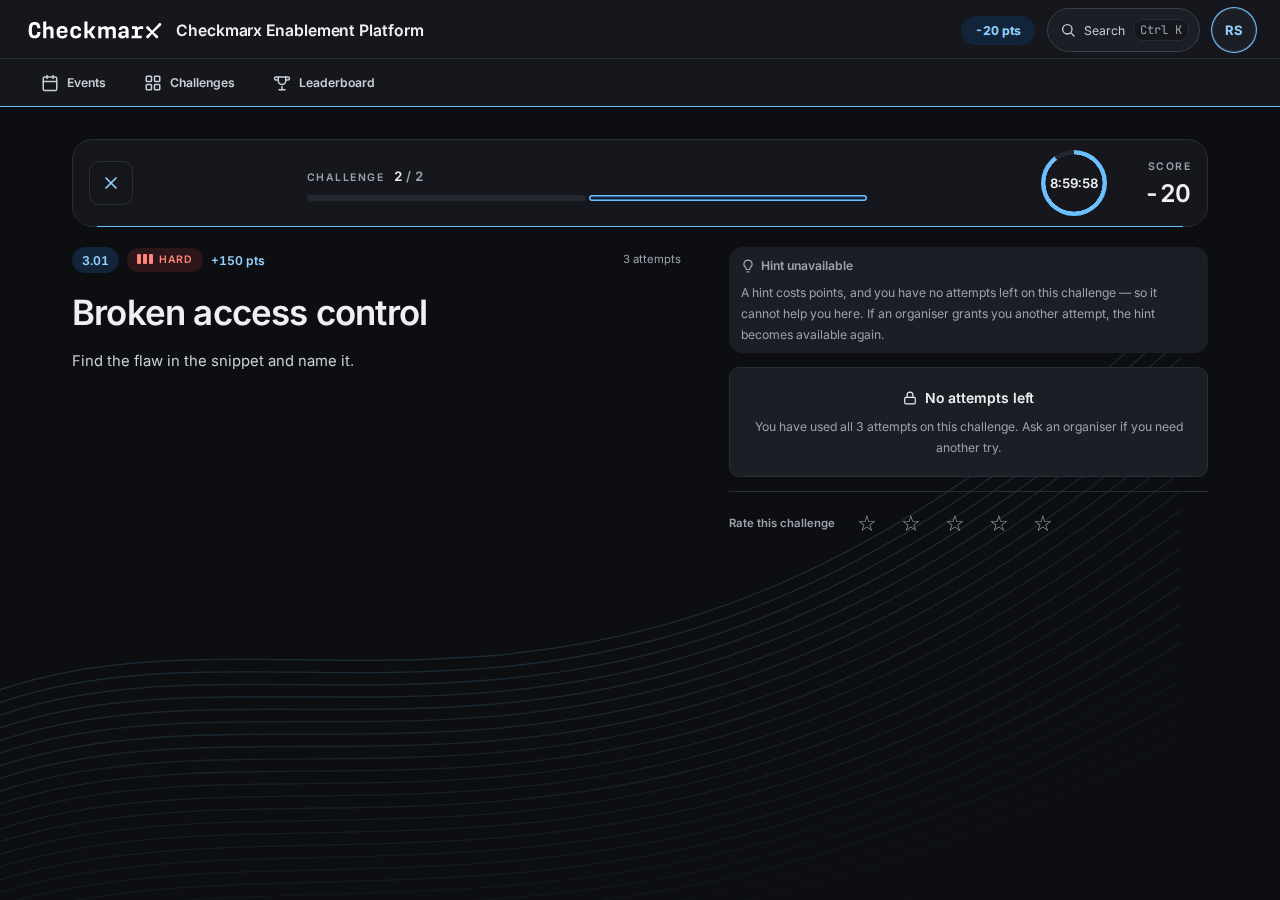 Checkmarx Checkmarx Enablement Platform
-20 pts
Search Ctrl K
RS
Events
Challenges
Leaderboard
CHALLENGE 2 / 2
8:59:58
SCORE
-20
3.01
HARD
+150 pts
3 attempts
Broken access control
Find the flaw in the snippet and name it.
Hint unavailable
A hint costs points, and you have no attempts left on this challenge — so it
cannot help you here. If an organiser grants you another attempt, the hint
becomes available again.
No attempts left
You have used all 3 attempts on this challenge. Ask an organiser if you need
another try.
Rate this challenge